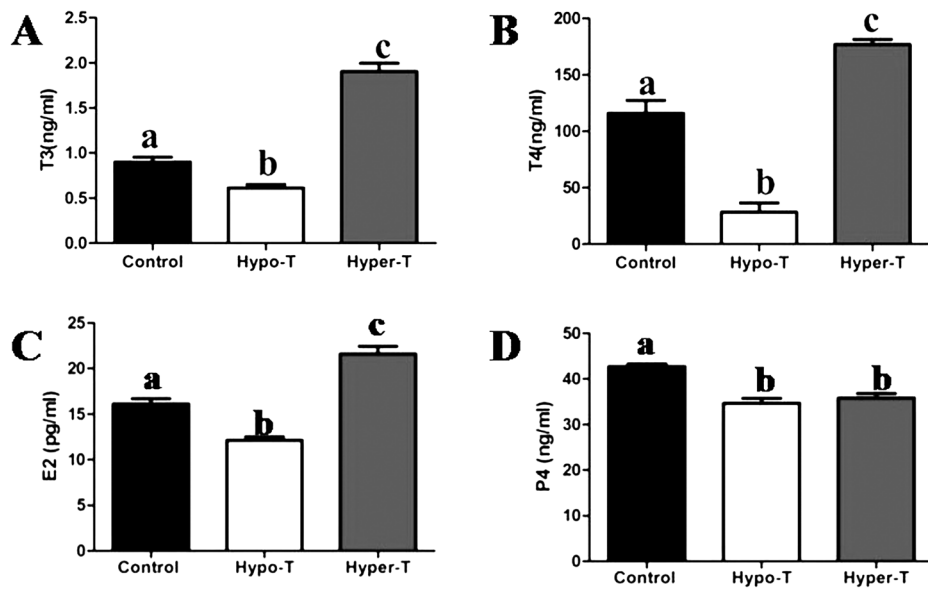 A
T3(ng/ml)
2.5
2.0
1.5
1.0
0.5
0.0
a
b
c
Control Hypo-T Hyper-T
B
T4(ng/ml)
200
150
100
50
0
a
b
c
Control Hypo-T Hyper-T
C
E2 (pg/ml)
25
20
15
10
5
0
a
b
c
Control Hypo-T Hyper-T
D
P4 (ng/ml)
50
40
30
20
10
0
a
b
b
Control Hypo-T Hyper-T